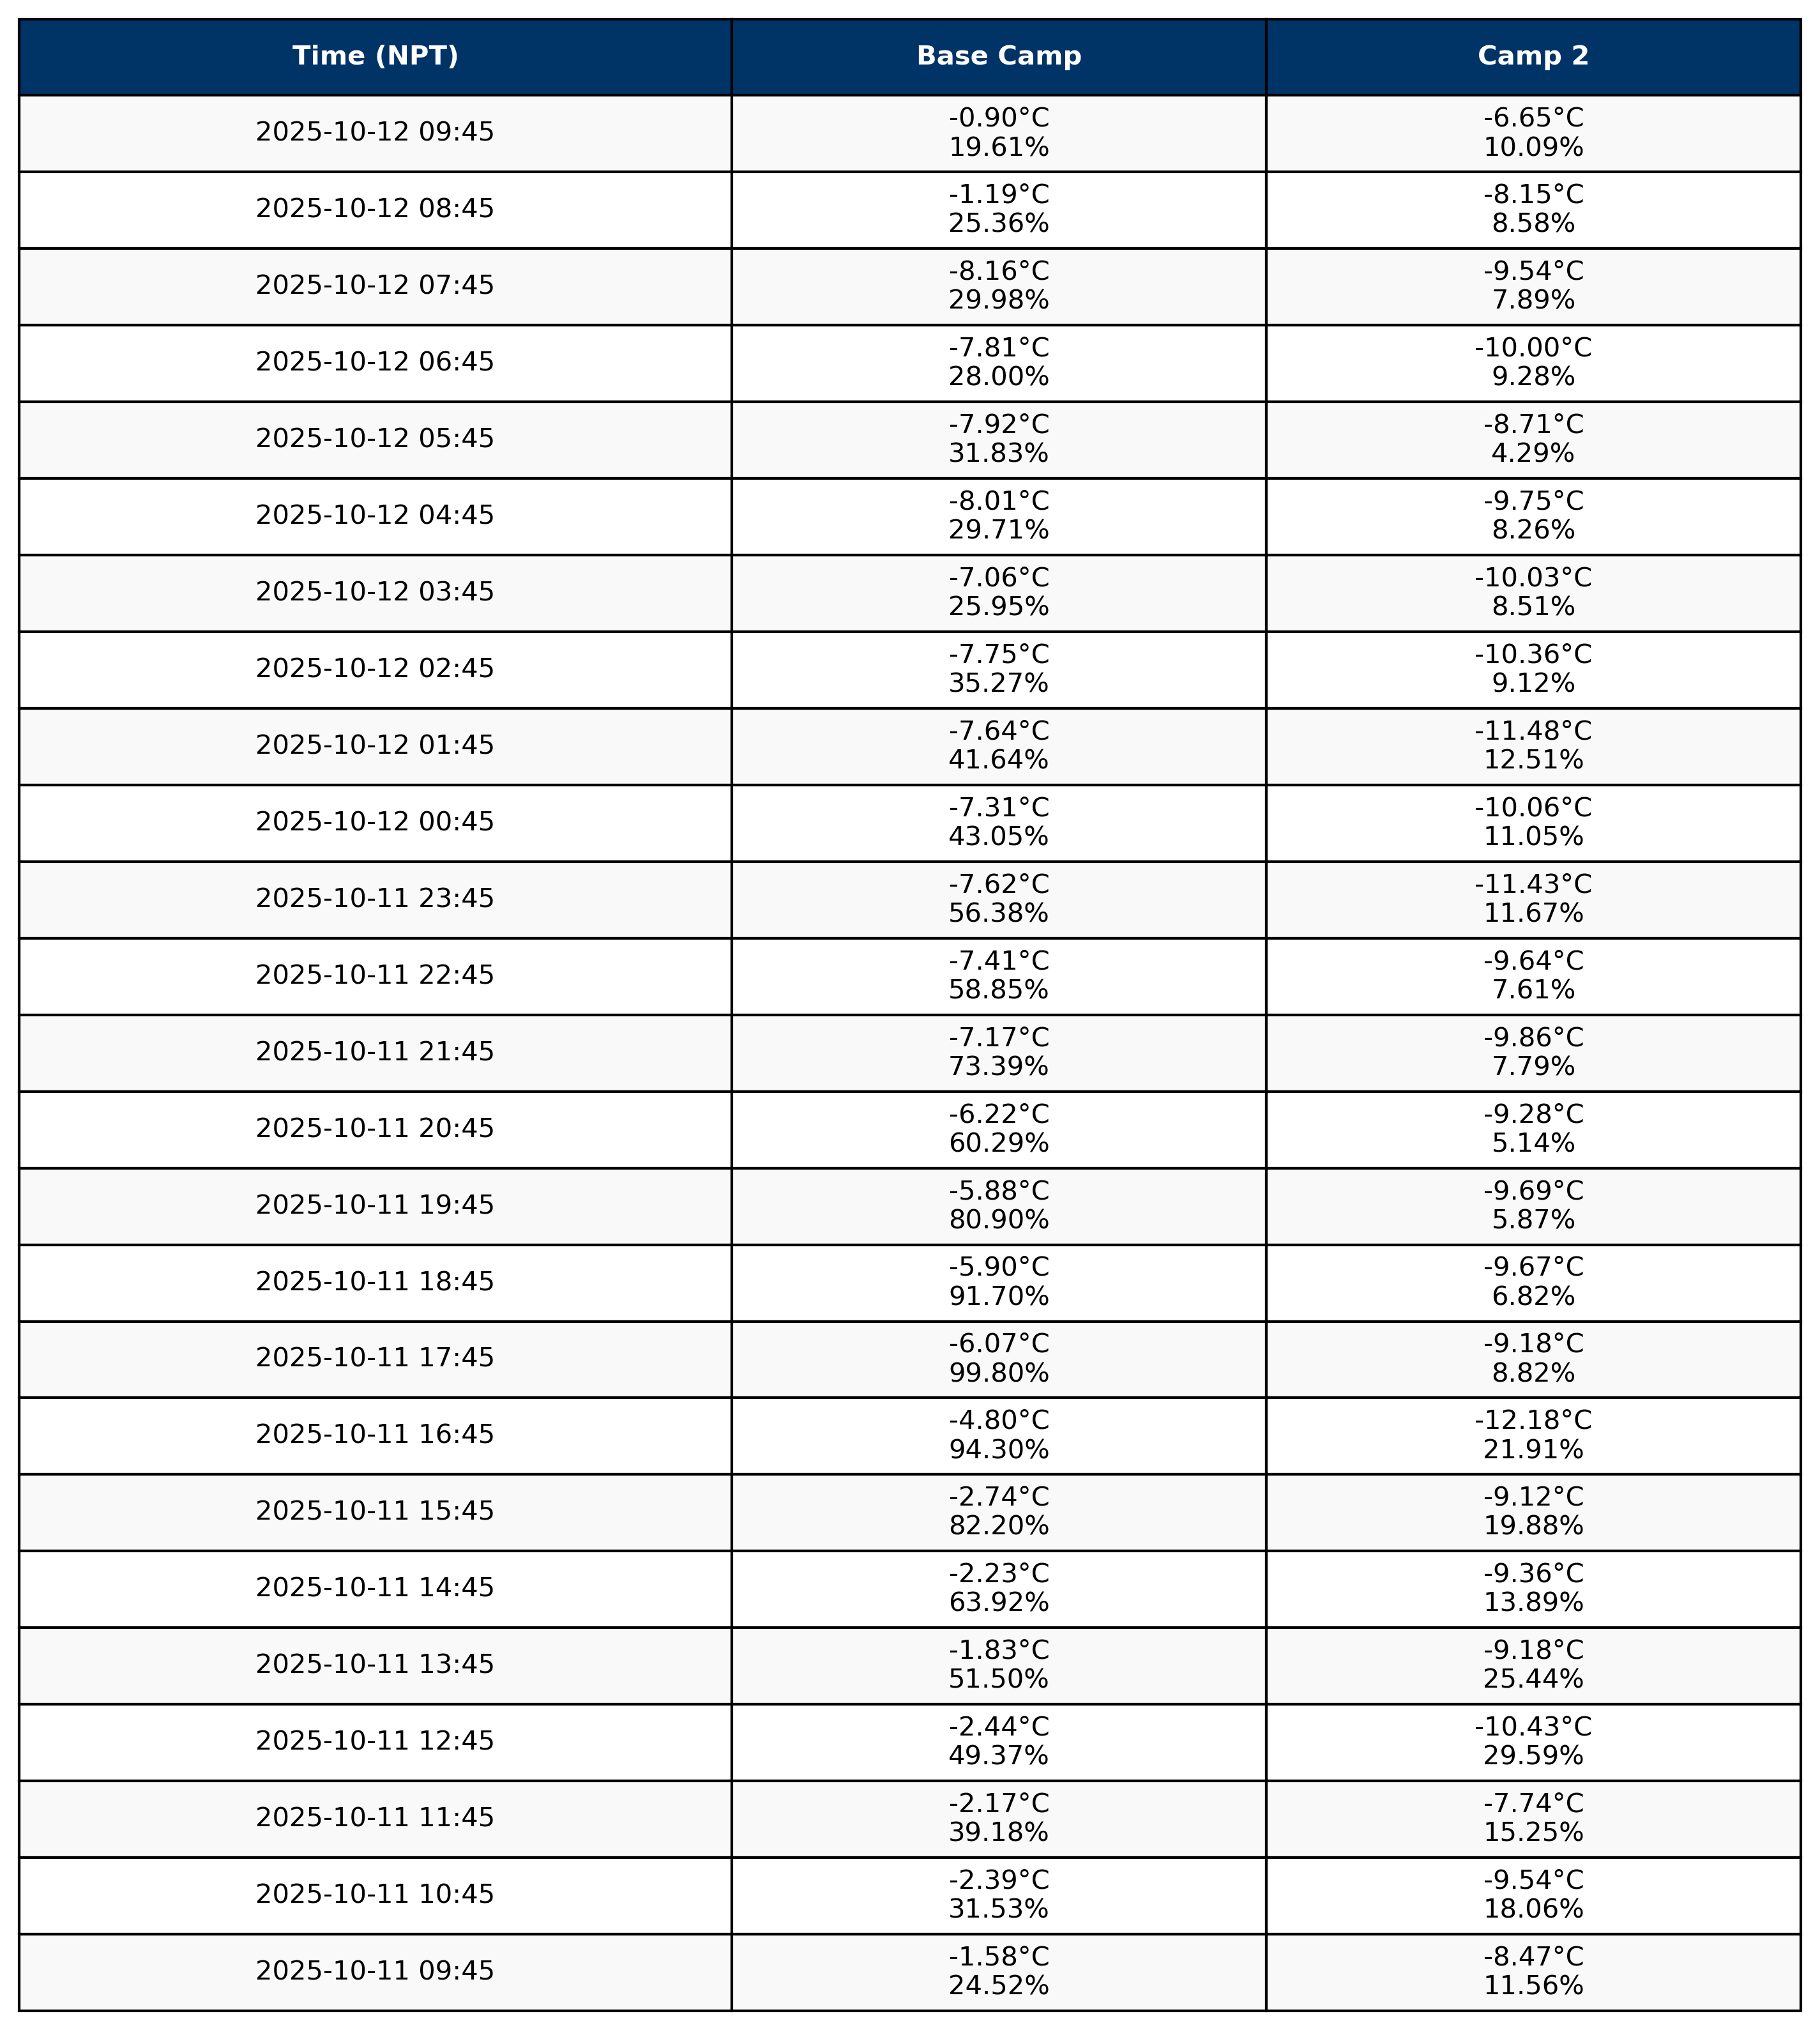 Time (NPT) Base Camp Camp 2
2025-10-12 09:45 -0.90°C -6.65°C
19.61% 10.09%
2025-10-12 08:45 -1.19°C -8.15°C
25.36% 8.58%
2025-10-12 07:45 -8.16°C -9.54°C
29.98% 7.89%
2025-10-12 06:45 -7.81°C -10.00°C
28.00% 9.28%
2025-10-12 05:45 -7.92°C -8.71°C
31.83% 4.29%
2025-10-12 04:45 -8.01°C -9.75°C
29.71% 8.26%
2025-10-12 03:45 -7.06°C -10.03°C
25.95% 8.51%
2025-10-12 02:45 -7.75°C -10.36°C
35.27% 9.12%
2025-10-12 01:45 -7.64°C -11.48°C
41.64% 12.51%
2025-10-12 00:45 -7.31°C -10.06°C
43.05% 11.05%
2025-10-11 23:45 -7.62°C -11.43°C
56.38% 11.67%
2025-10-11 22:45 -7.41°C -9.64°C
58.85% 7.61%
2025-10-11 21:45 -7.17°C -9.86°C
73.39% 7.79%
2025-10-11 20:45 -6.22°C -9.28°C
60.29% 5.14%
2025-10-11 19:45 -5.88°C -9.69°C
80.90% 5.87%
2025-10-11 18:45 -5.90°C -9.67°C
91.70% 6.82%
2025-10-11 17:45 -6.07°C -9.18°C
99.80% 8.82%
2025-10-11 16:45 -4.80°C -12.18°C
94.30% 21.91%
2025-10-11 15:45 -2.74°C -9.12°C
82.20% 19.88%
2025-10-11 14:45 -2.23°C -9.36°C
63.92% 13.89%
2025-10-11 13:45 -1.83°C -9.18°C
51.50% 25.44%
2025-10-11 12:45 -2.44°C -10.43°C
49.37% 29.59%
2025-10-11 11:45 -2.17°C -7.74°C
39.18% 15.25%
2025-10-11 10:45 -2.39°C -9.54°C
31.53% 18.06%
2025-10-11 09:45 -1.58°C -8.47°C
24.52% 11.56%